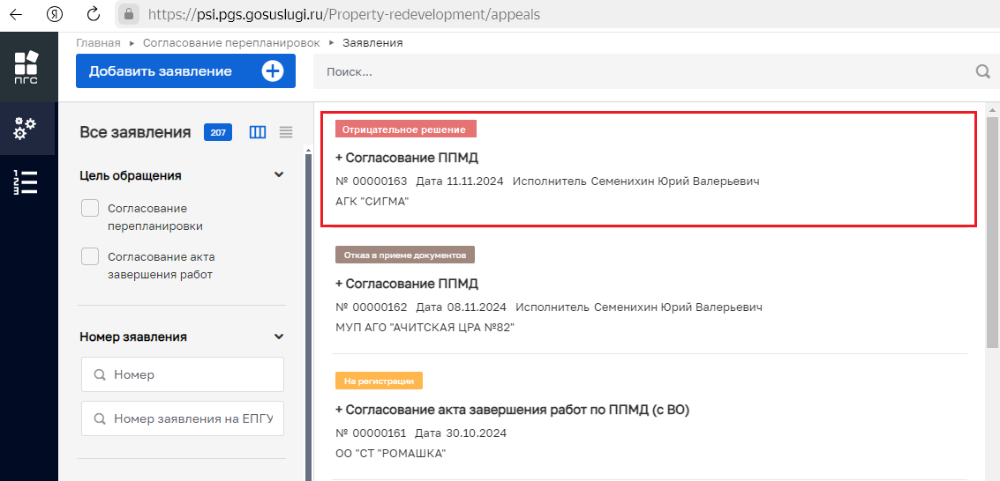 https://psi.pgs.gosuslugi.ru/Property-redevelopment/appeals
Главная ▸ Согласование перепланировок ▸ Заявления
пгс
Добавить заявление
Поиск...
Все заявления 207
Цель обращения
Согласование
перепланировки
Согласование акта
завершения работ
Номер зяавления
Номер
Номер заявления на ЕПГУ
Отрицательное решение
+ Согласование ППМД
№ 00000163 Дата 11.11.2024 Исполнитель Семенихин Юрий Валерьевич
АГК "СИГМА"
Отказ в приеме документов
+ Согласование ППМД
№ 00000162 Дата 08.11.2024 Исполнитель Семенихин Юрий Валерьевич
МУП АГО "АЧИТСКАЯ ЦРА №82"
На регистрации
+ Согласование акта завершения работ по ППМД (с ВО)
№ 00000161 Дата 30.10.2024
ОО "СТ "РОМАШКА"